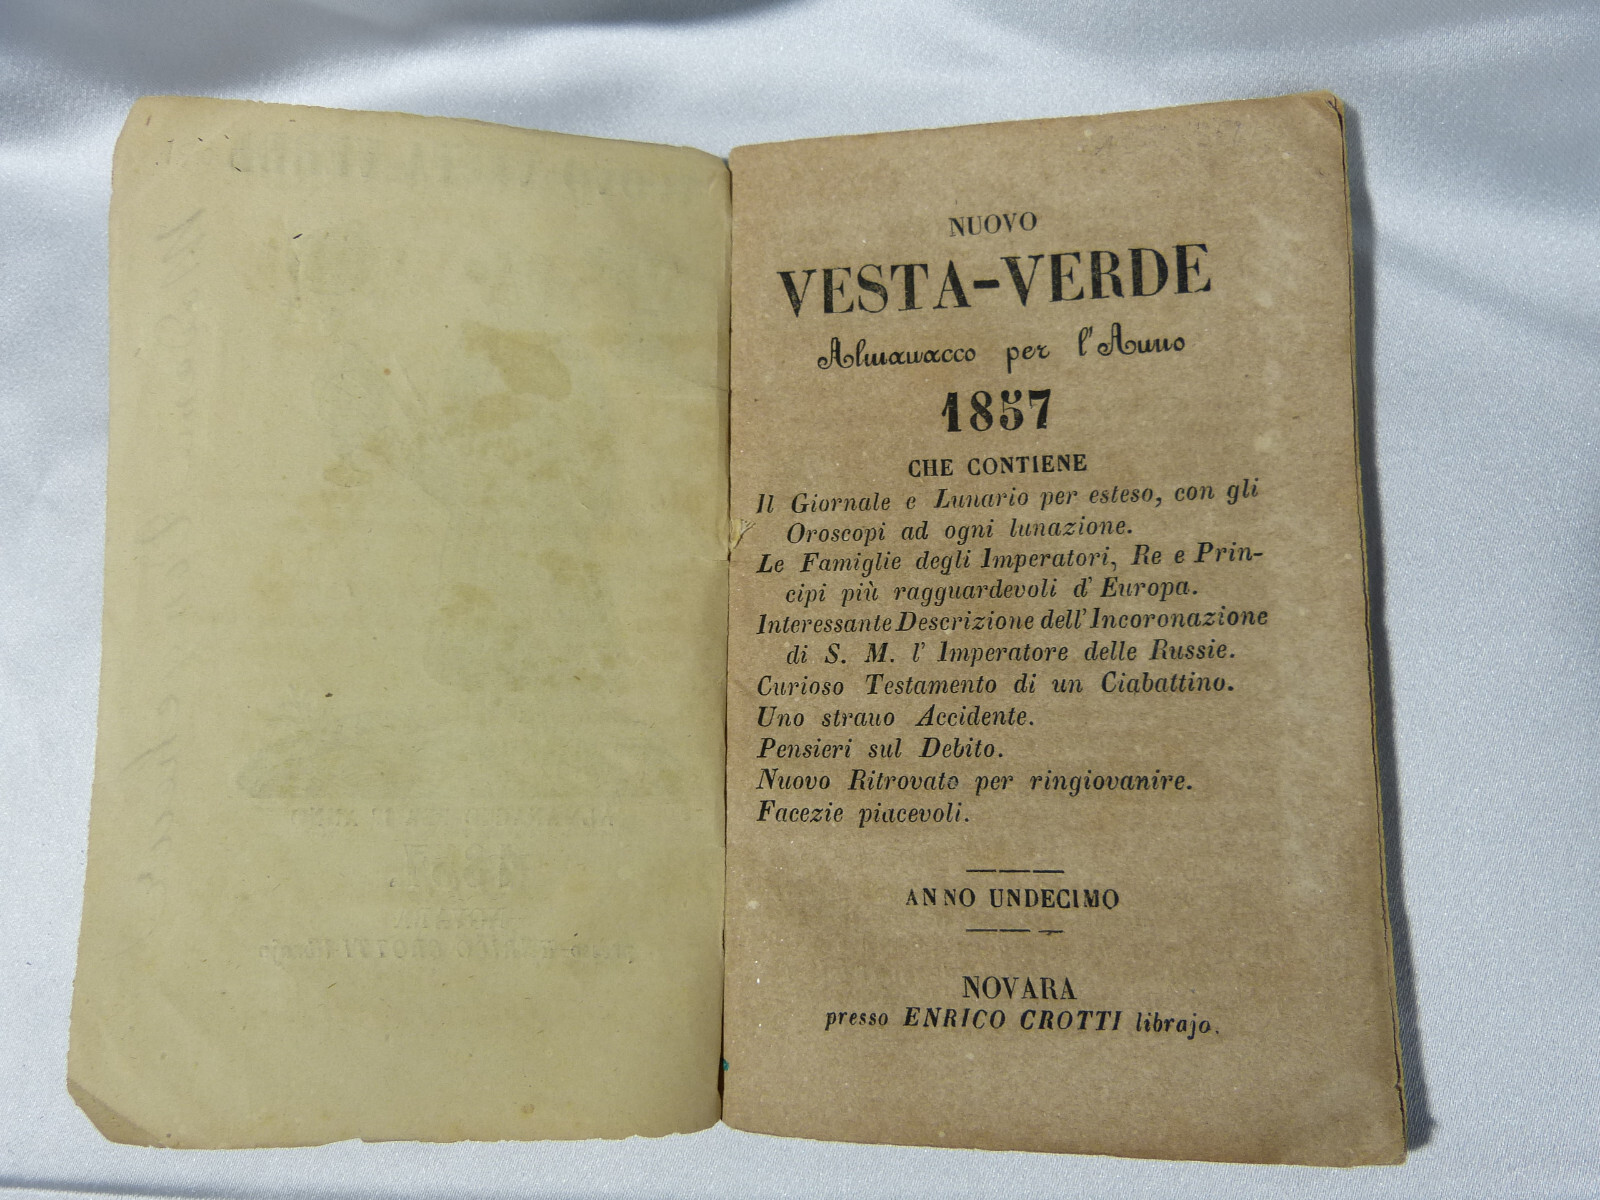 NUOVO
VESTA-VERDE
Almanacco per l'Anno
1857
CHE CONTIENE
Il Giornale e Lunario per esteso, con gli
Oroscopi ad ogni lunazione.
Le Famiglie degli Imperatori, Re e Prin-
cipi più ragguardevoli d' Europa.
Interessante Descrizione dell' Incoronazione
di S. M. l' Imperatore delle Russie.
Curioso Testamento di un Ciabattino.
Uno strano Accidente.
Pensieri sul Debito.
Nuovo Ritrovato per ringiovanire.
Facezie piacevoli.
ANNO UNDECIMO
NOVARA
presso ENRICO CROTTI librajo.